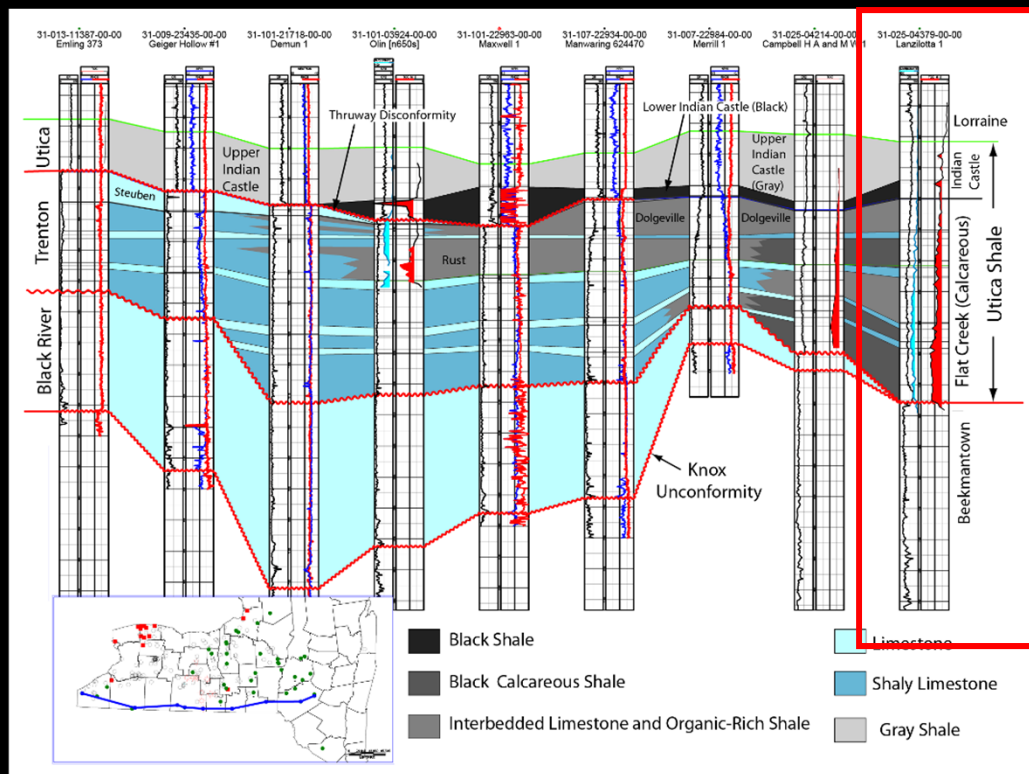 31-013-11387-00-00
Emling 373
31-009-23435-00-00
Geiger Hollow #1
31-101-21718-00-00
Demun 1
31-101-03924-00-00
Olin [n650s]
31-101-22963-00-00
Maxwell 1
31-107-22934-00-00
Manwaring 624470
31-007-22984-00-00
Merrill 1
31-025-04214-00-00
Campbell H A and M W 1
31-025-04379-00-00
Lanzilotta 1
Thruway Disconformity
Lower Indian Castle (Black)
Lorraine
Utica
Trenton
Black River
Steuben
Upper
Indian
Castle
Rust
Dolgeville
Upper
Indian
Castle
(Gray)
Dolgeville
Indian
Castle
Flat Creek (Calcareous)
Utica Shale
Beekmantown
Knox
Unconformity
Black Shale
Black Calcareous Shale
Interbedded Limestone and Organic-Rich Shale
Limestone
Shaly Limestone
Gray Shale